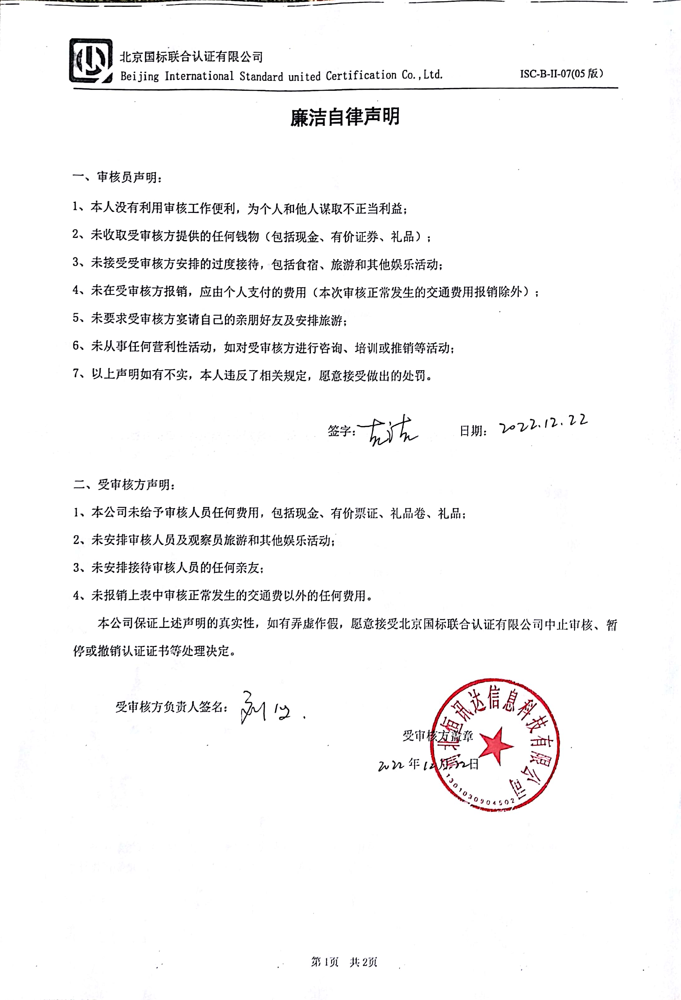 北京国标联合认证有限公司
Beijing International Standard united Certification Co.,Ltd.
ISC-B-II-07(05 版）
廉洁自律声明
一、审核员声明：
1、本人没有利用审核工作便利，为个人和他人谋取不正当利益；
2、未收取受审核方提供的任何钱物（包括现金、有价证券、礼品）；
3、未接受受审核方安排的过度接待，包括食宿、旅游和其他娱乐活动；
4、未在受审核方报销，应由个人支付的费用（本次审核正常发生的交通费用报销除外）；
5、未要求受审核方宴请自己的亲朋好友及安排旅游；
6、未从事任何营利性活动，如对受审核方进行咨询、培训或推销等活动；
7、以上声明如有不实，本人违反了相关规定，愿意接受做出的处罚。
签字： 日期：2022.12.22
二、受审核方声明：
1、本公司未给予审核人员任何费用，包括现金、有价票证、礼品卷、礼品；
2、未安排审核人员及观察员旅游和其他娱乐活动；
3、未安排接待审核人员的任何亲友；
4、未报销上表中审核正常发生的交通费以外的任何费用。
本公司保证上述声明的真实性，如有弄虚作假，愿意接受北京国标联合认证有限公司中止审核、暂
停或撤销认证证书等处理决定。
受审核方负责人签名：
受审核方盖章
2022年12月22日
河北恒讯达信息科技有限公司
1301030904502
第1页 共2页